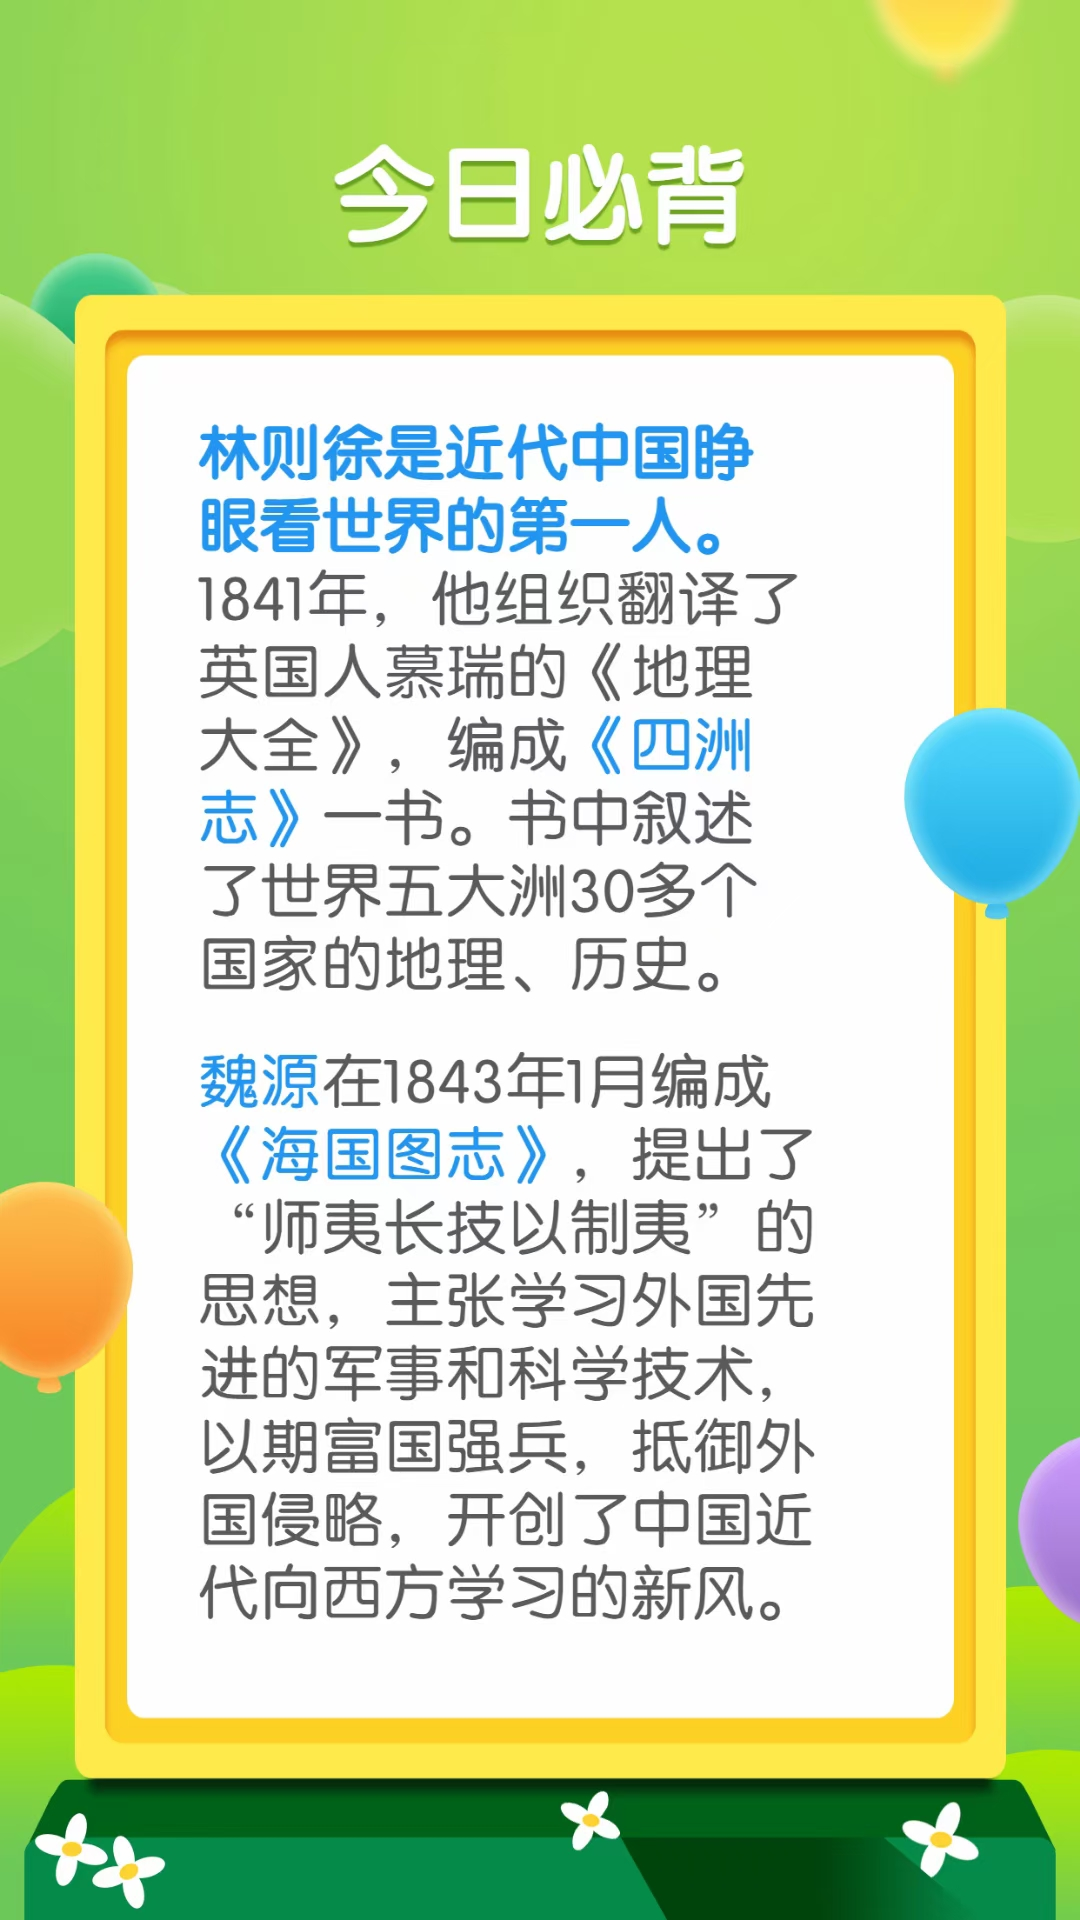 今日必背
林则徐是近代中国睁
眼看世界的第一人。
1841年，他组织翻译了
英国人慕瑞的《地理
大全》，编成《四洲
志》一书。书中叙述
了世界五大洲30多个
国家的地理、历史。
魏源在1843年1月编成
《海国图志》，提出了
“师夷长技以制夷”的
思想，主张学习外国先
进的军事和科学技术，
以期富国强兵，抵御外
国侵略，开创了中国近
代向西方学习的新风。